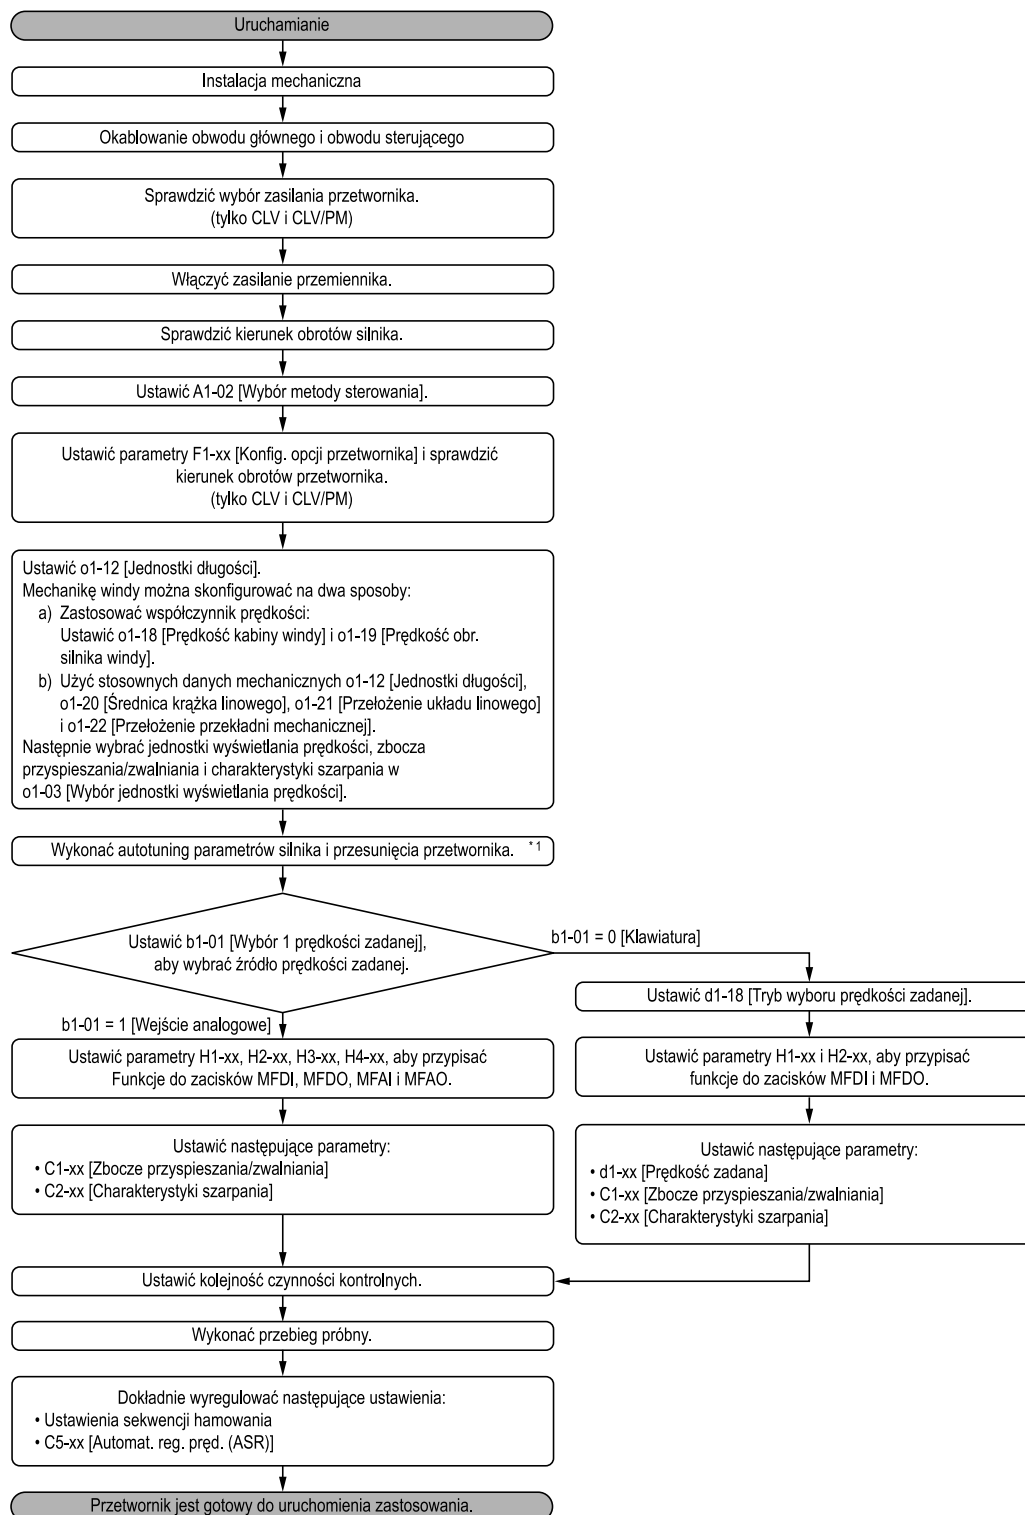 Uruchamianie
Instalacja mechaniczna
Okablowanie obwodu głównego i obwodu sterującego
Sprawdzić wybór zasilania przetwornika.
(tylko CLV i CLV/PM)
Włączyć zasilanie przemiennika.
Sprawdzić kierunek obrotów silnika.
Ustawić A1-02 [Wybór metody sterowania].
Ustawić parametry F1-xx [Konfig. opcji przetwornika] i sprawdzić
kierunek obrotów przetwornika.
(tylko CLV i CLV/PM)
Ustawić o1-12 [Jednostki długości].
Mechanikę windy można skonfigurować na dwa sposoby:
a) Zastosować współczynnik prędkości:
Ustawić o1-18 [Prędkość kabiny windy] i o1-19 [Prędkość obr.
silnika windy].
b) Użyć stosownych danych mechanicznych o1-12 [Jednostki długości],
o1-20 [Średnica krążka linowego], o1-21 [Przełożenie układu linowego]
i o1-22 [Przełożenie przekładni mechanicznej].
Następnie wybrać jednostki wyświetlania prędkości, zbocza
przyspieszania/zwalniania i charakterystyki szarpania w
o1-03 [Wybór jednostki wyświetlania prędkości].
Wykonać autotuning parametrów silnika i przesunięcia przetwornika. *1
Ustawić b1-01 [Wybór 1 prędkości zadanej],
aby wybrać źródło prędkości zadanej.
b1-01 = 0 [Klawiatura]
b1-01 = 1 [Wejście analogowe]
Ustawić parametry H1-xx, H2-xx, H3-xx, H4-xx, aby przypisać
Funkcje do zacisków MFDI, MFDO, MFAI i MFAO.
Ustawić następujące parametry:
• C1-xx [Zbocze przyspieszania/zwalniania]
• C2-xx [Charakterystyki szarpania]
Ustawić d1-18 [Tryb wyboru prędkości zadanej].
Ustawić parametry H1-xx i H2-xx, aby przypisać
funkcje do zacisków MFDI i MFDO.
Ustawić następujące parametry:
• d1-xx [Prędkość zadana]
• C1-xx [Zbocze przyspieszania/zwalniania]
• C2-xx [Charakterystyki szarpania]
Ustawić kolejność czynności kontrolnych.
Wykonać przebieg próbny.
Dokładnie wyregulować następujące ustawienia:
• Ustawienia sekwencji hamowania
• C5-xx [Automat. reg. pręd. (ASR)]
Przetwornik jest gotowy do uruchomienia zastosowania.